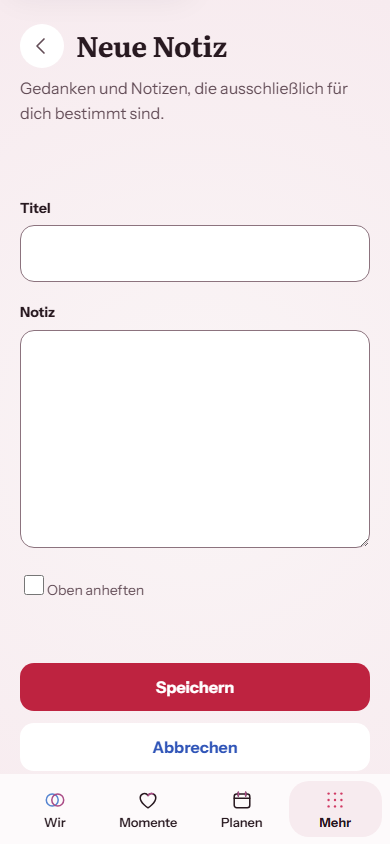 Neue Notiz
Gedanken und Notizen, die ausschließlich für
dich bestimmt sind.
Titel
Notiz
Oben anheften
Speichern
Abbrechen
Wir
Momente
Planen
Mehr